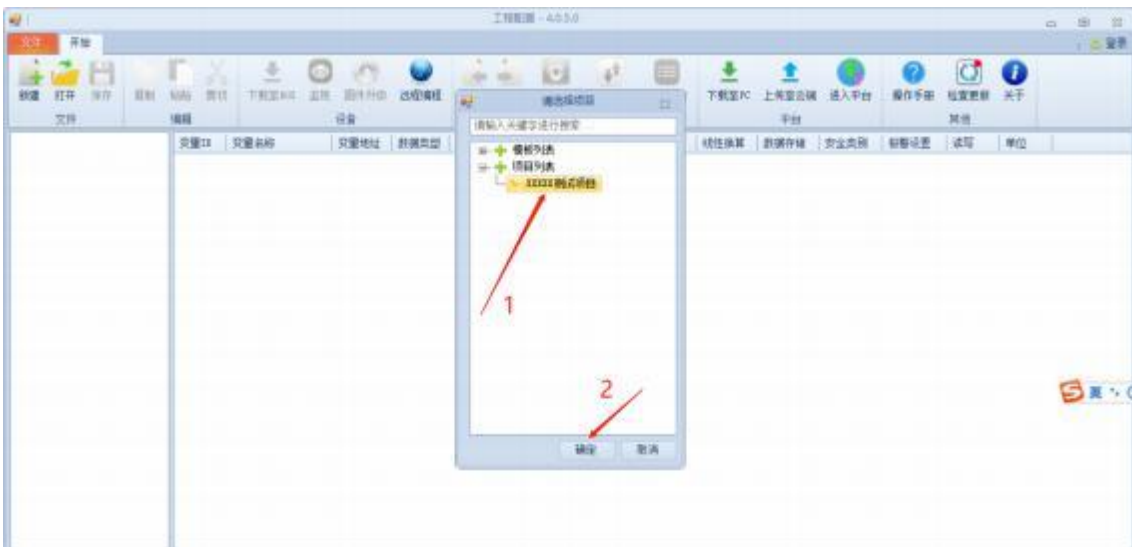 工程配置 - 4.0.5.0
文件 开始 登录
新建 打开 保存 复制 粘贴 剪切 监视 固件升级 远程编程 下载至PC 上传至云端 进入平台 操作手册 检查更新 关于
文件 编辑 设备 平台 其他
请选择项目
请输入关键字进行搜索
变量ID 变量名称 变量地址 数据类型 线性换算 数据存储 安全类别 报警设置 读写 单位
模板列表
项目列表
XXXXX测试项目
1
2
英
确定 取消